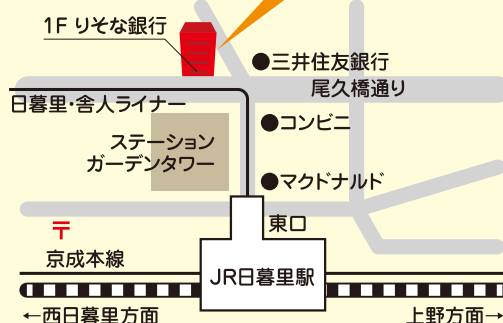 1F りそな銀行
●三井住友銀行
尾久橋通り
日暮里・舎人ライナー
●コンビニ
ステーション
ガーデンタワー
●マクドナルド
東口
〒
京成本線
JR日暮里駅
←西日暮里方面
上野方面→